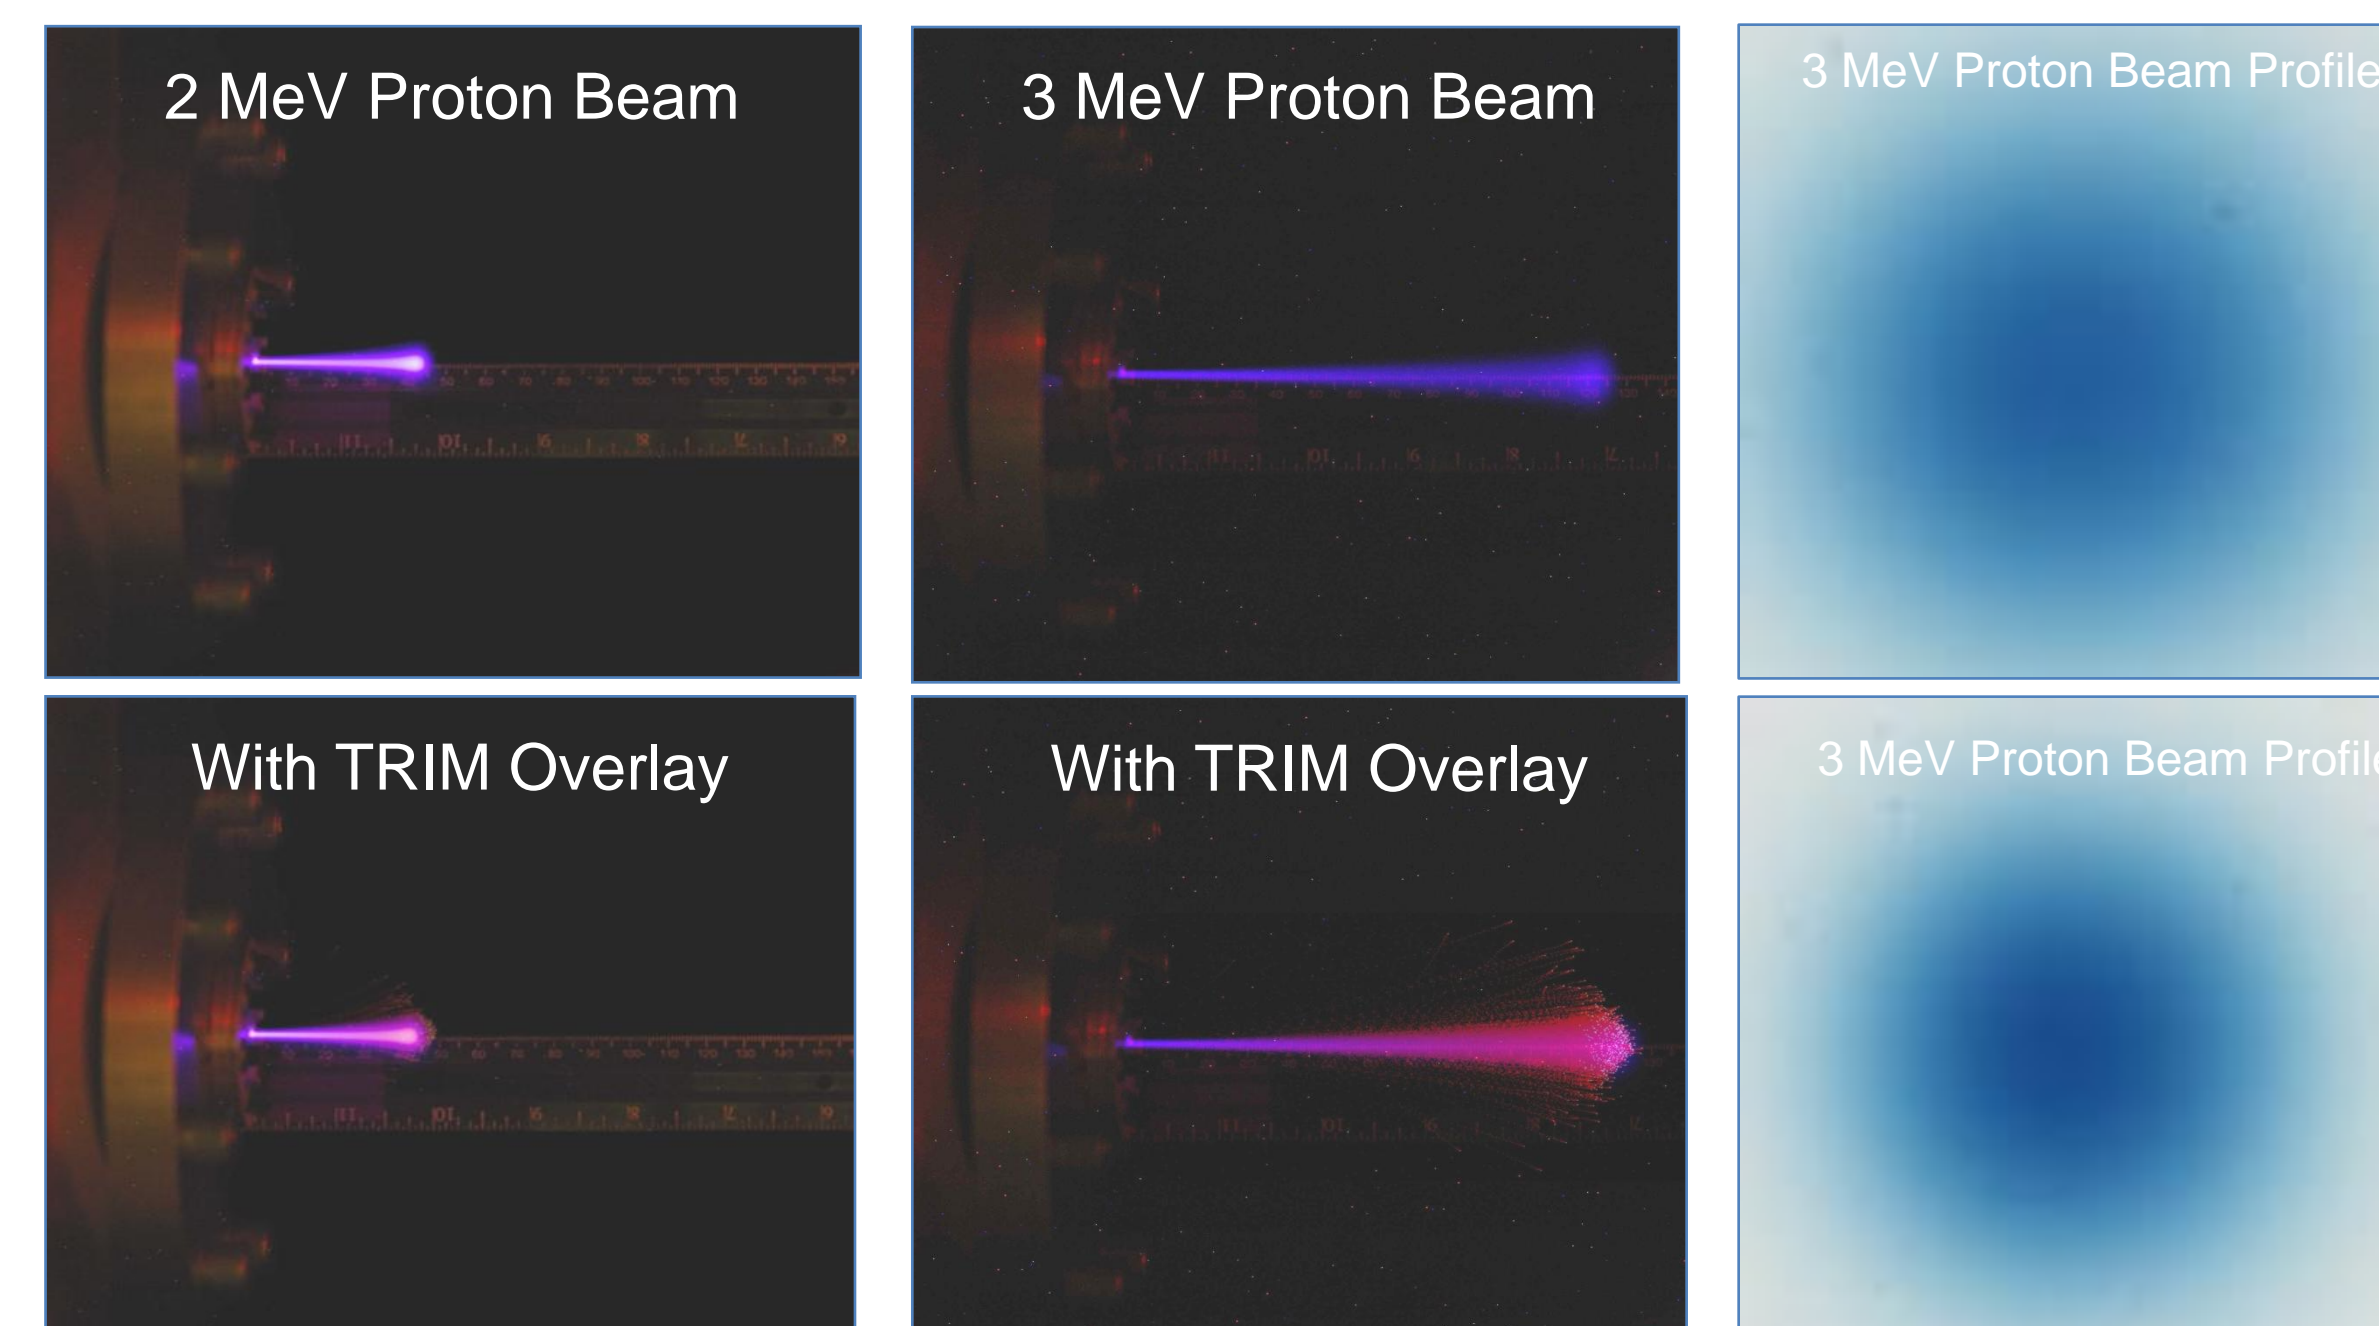 2 MeV Proton Beam
3 MeV Proton Beam
3 MeV Proton Beam Profile
With TRIM Overlay
With TRIM Overlay
3 MeV Proton Beam Profile